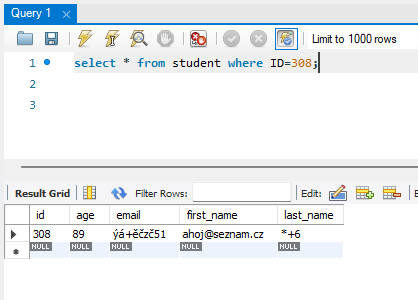 Query 1 ×
Limit to 1000 rows
1 select * from student where ID=308;
2
3
Result Grid Filter Rows: Edit:
id age email first_name last_name
308 89 ýá+ěčzč51 ahoj@seznam.cz *+6
NULL NULL NULL NULL NULL